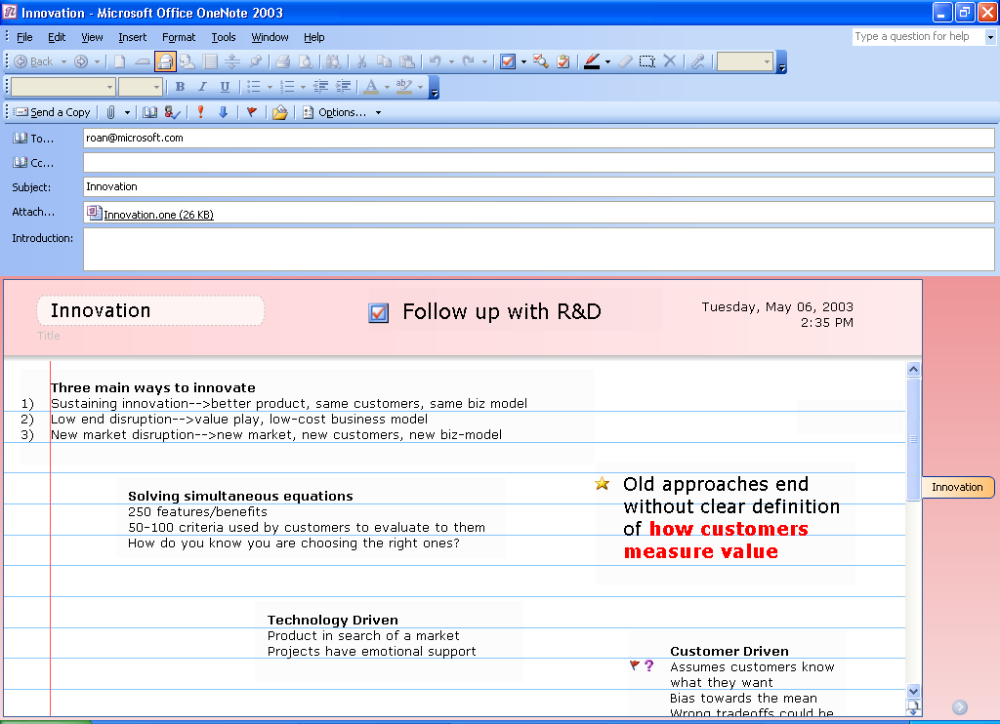 Innovation - Microsoft Office OneNote 2003
File Edit View Insert Format Tools Window Help
Type a question for help
Back
B I U A ab
Send a Copy Options...
To... roan@microsoft.com
Cc...
Subject: Innovation
Attach... Innovation.one (26 KB)
Introduction:
Innovation
Title
Follow up with R&D
Tuesday, May 06, 2003
2:35 PM
Three main ways to innovate
1) Sustaining innovation-->better product, same customers, same biz model
2) Low end disruption-->value play, low-cost business model
3) New market disruption-->new market, new customers, new biz-model
Solving simultaneous equations
250 features/benefits
50-100 criteria used by customers to evaluate to them
How do you know you are choosing the right ones?
Old approaches end
without clear definition
of how customers
measure value
Innovation
Technology Driven
Product in search of a market
Projects have emotional support
Customer Driven
? Assumes customers know
what they want
Bias towards the mean
Wrong tradeoffs could be